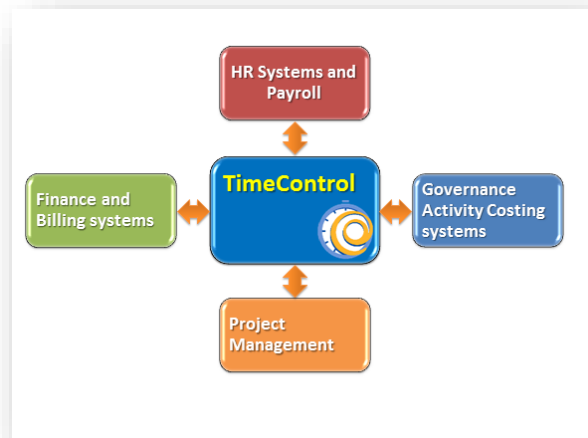 HR Systems and
Payroll
TimeControl
Finance and
Billing systems
Governance
Activity Costing
systems
Project
Management